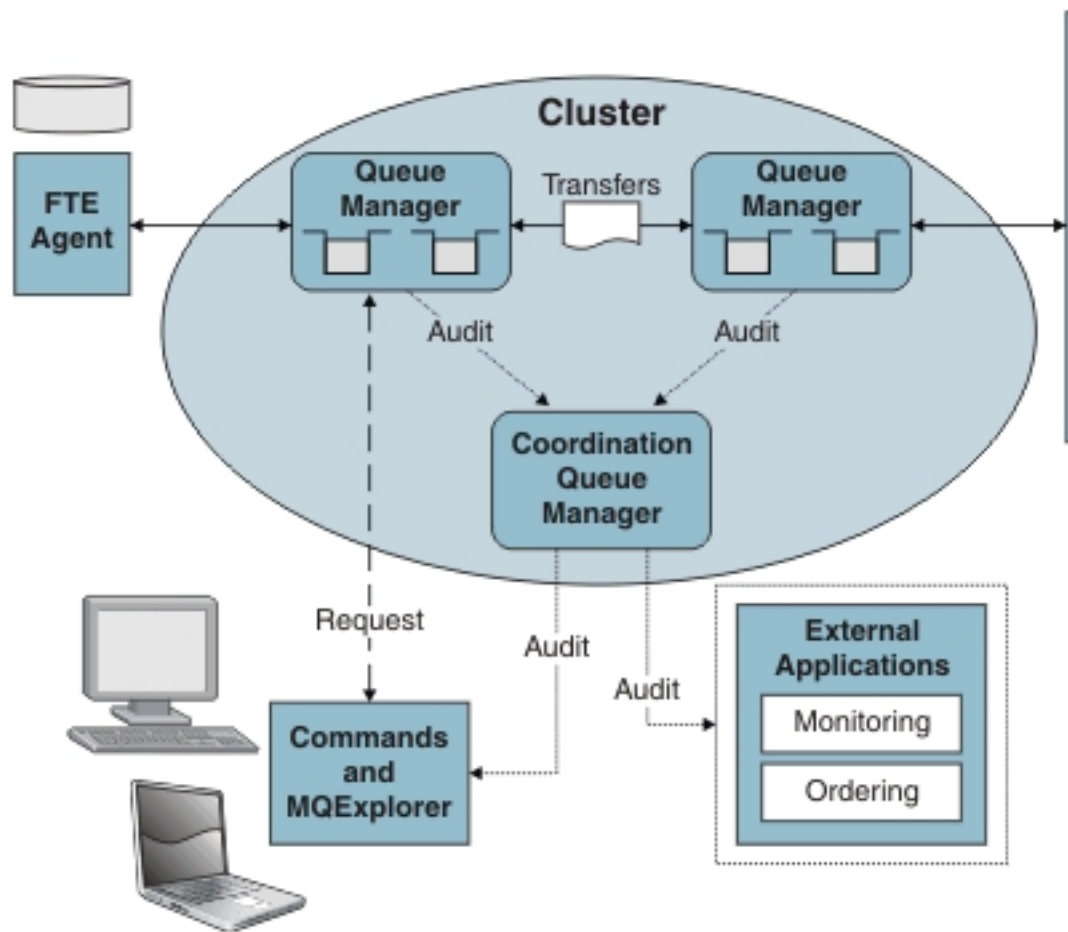 Cluster
FTE
Agent
Queue
Manager
Transfers
Queue
Manager
Audit
Audit
Coordination
Queue
Manager
Request
Audit
Audit
Commands
and
MQExplorer
External
Applications
Monitoring
Ordering